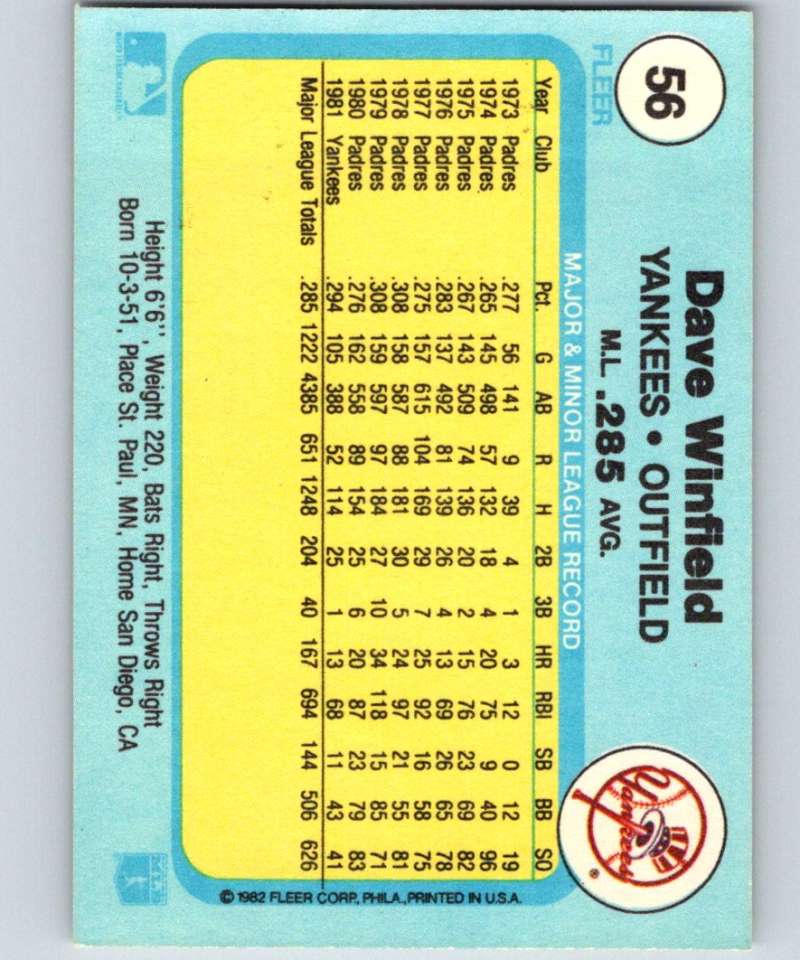 56
FLEER
Dave Winfield
YANKEES • OUTFIELD
M.L .285 AVG.
Yankees
®
MAJOR & MINOR LEAGUE RECORD
Year Club Pct. G AB R H 2B 3B HR RBI SB BB SO
1973 Padres .277 56 141 9 39 4 1 3 12 0 12 19
1974 Padres .265 145 498 57 132 18 4 20 75 9 40 96
1975 Padres .267 143 509 74 136 20 2 15 76 23 69 82
1976 Padres .283 137 492 81 139 26 4 13 69 26 65 78
1977 Padres .275 157 615 104 169 29 7 25 92 16 58 75
1978 Padres .308 158 587 88 181 30 5 24 97 21 55 81
1979 Padres .308 159 597 97 184 27 10 34 118 15 85 71
1980 Padres .276 162 558 89 154 25 6 20 87 23 79 83
1981 Yankees .294 105 388 52 114 25 1 13 68 11 43 41
Major League Totals .285 1222 4385 651 1248 204 40 167 694 144 506 626
© 1982 FLEER CORP., PHILA., PRINTED IN U.S.A.
Height 6'6'', Weight 220, Bats Right, Throws Right
Born 10-3-51, Place St. Paul, MN, Home San Diego, CA